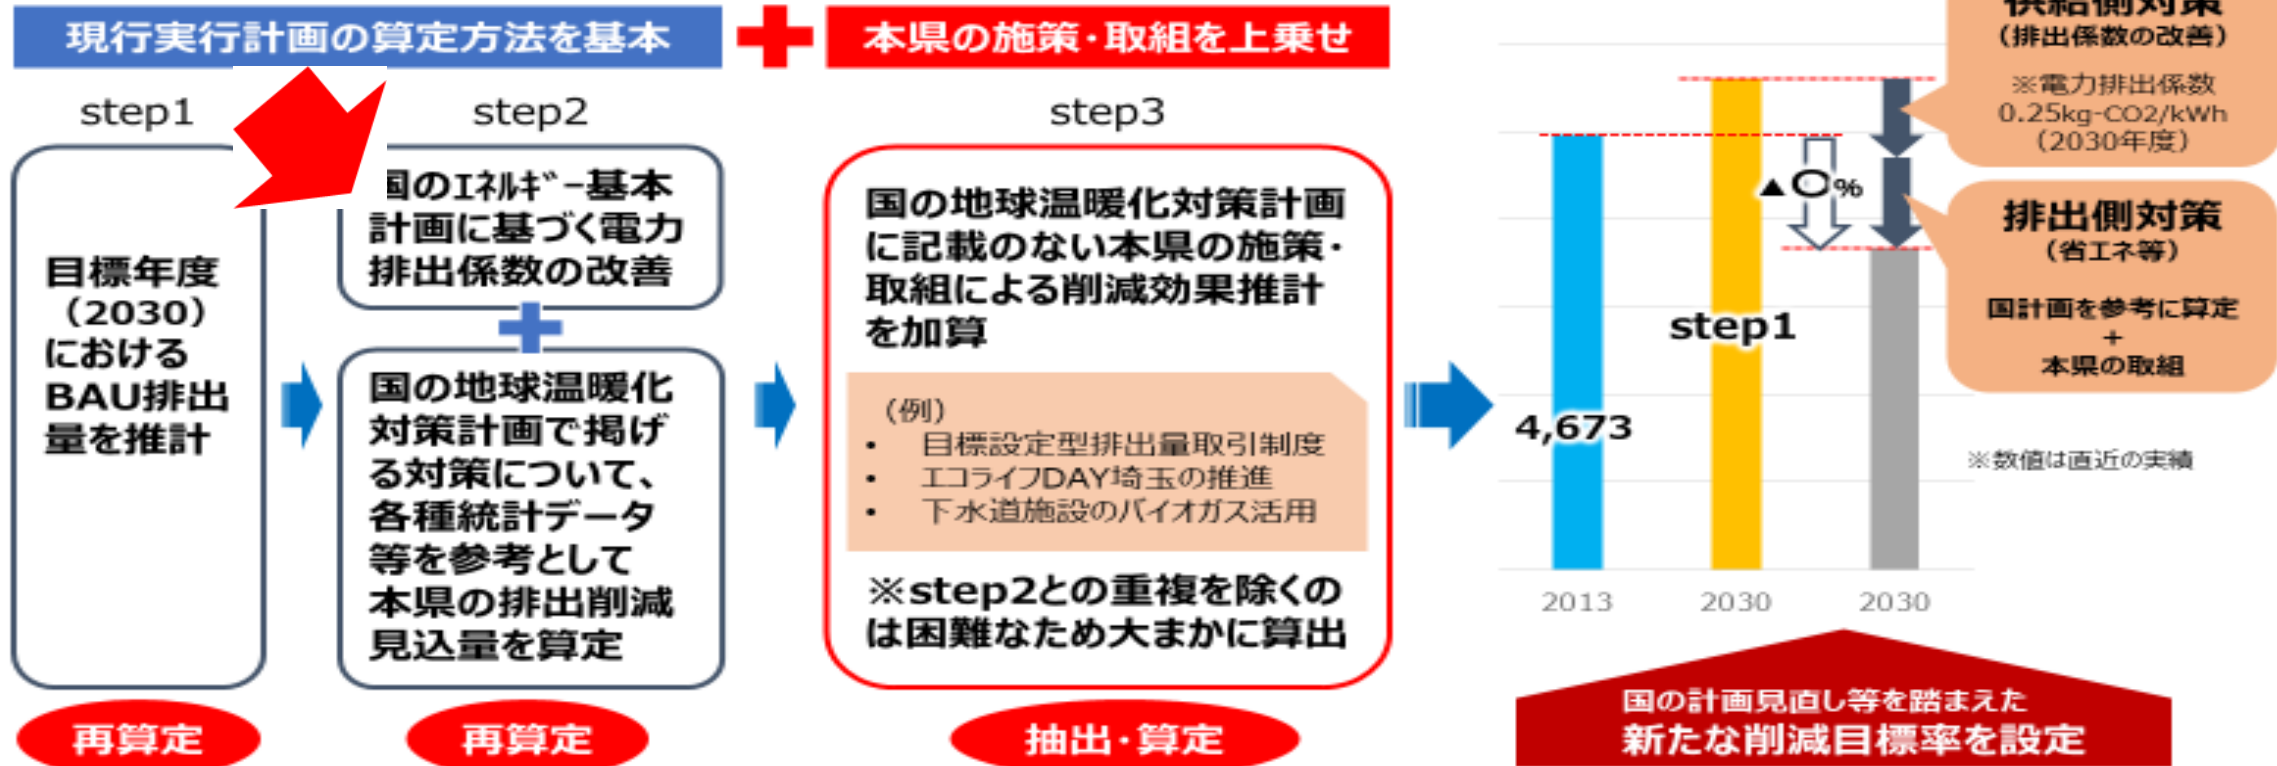 現行実行計画の算定方法を基本
本県の施策・取組を上乗せ
step1
目標年度
（2030）
における
BAU排出
量を推計
再算定
step2
国のｴﾈﾙｷﾞｰ基本
計画に基づく電力
排出係数の改善
国の地球温暖化
対策計画で掲げ
る対策について、
各種統計データ
等を参考として
本県の排出削減
見込量を算定
再算定
step3
国の地球温暖化対策計画
に記載のない本県の施策・
取組による削減効果推計
を加算
（例）
• 目標設定型排出量取引制度
• エコライフDAY埼玉の推進
• 下水道施設のバイオガス活用
※step2との重複を除くの
は困難なため大まかに算出
抽出・算定
供給側対策
（排出係数の改善）
※電力排出係数
0.25kg-CO2/kWh
（2030年度）
▲○%
排出側対策
（省エネ等）
国計画を参考に算定
+
本県の取組
step1
4,673
※数値は直近の実績
2013
2030
2030
国の計画見直し等を踏まえた
新たな削減目標率を設定